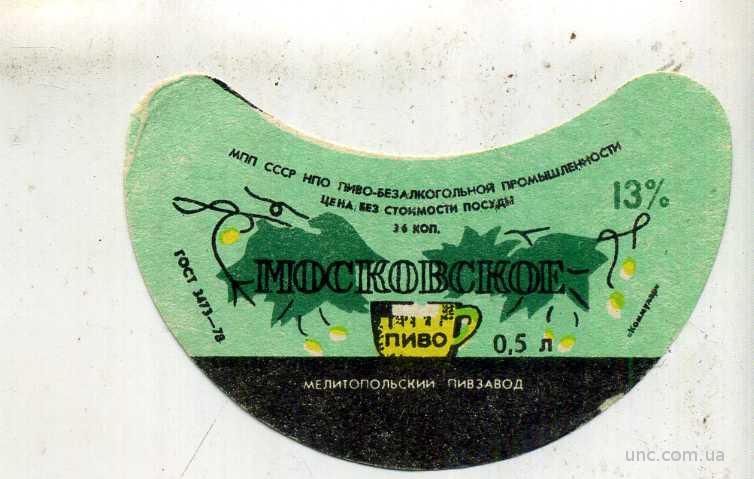 МПП СССР НПО ПИВО-БЕЗАЛКОГОЛЬНОЙ ПРОМЫШЛЕННОСТИ
ЦЕНА БЕЗ СТОИМОСТИ ПОСУДЫ
36 КОП.
13%
ГОСТ 3473—78
МОСКОВСКОЕ
ПИВО
0,5 л
«Коммунар»
МЕЛИТОПОЛЬСКИЙ ПИВЗАВОД
unc.com.ua